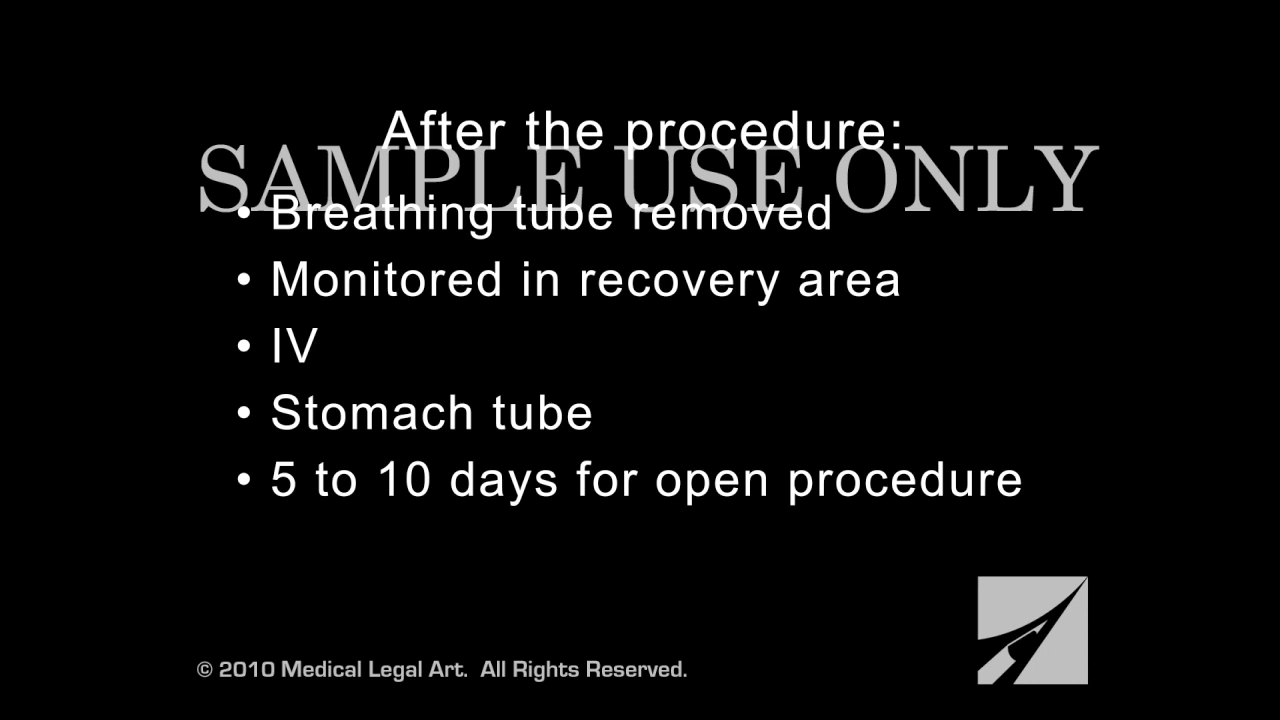 After the procedure:
SAMPLE USE ONLY
• Breathing tube removed
• Monitored in recovery area
• IV
• Stomach tube
• 5 to 10 days for open procedure
© 2010 Medical Legal Art. All Rights Reserved.